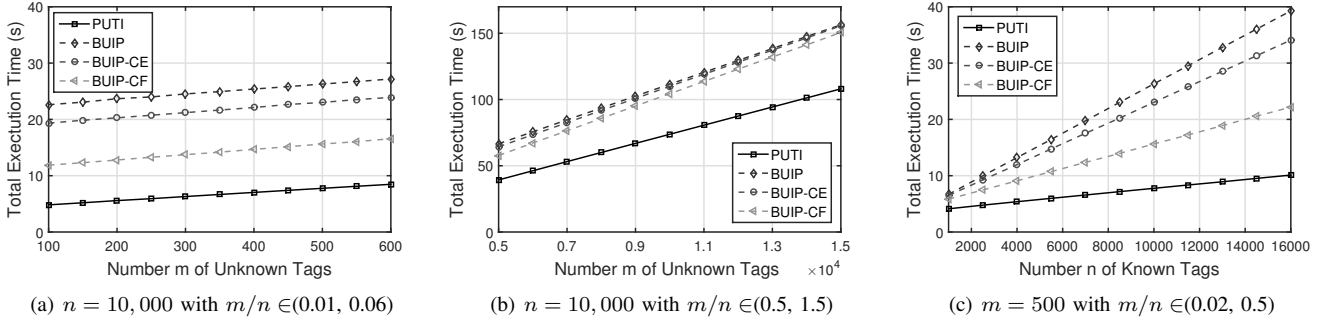 Total Exectution Time (s)
40
30
20
10
0
PUTI
BUIP
BUIP-CE
BUIP-CF
100
200
300
400
500
600
Number m of Unknown Tags
(a) n = 10, 000 with m/n ∈(0.01, 0.06)
Total Exectution Time (s)
150
100
50
0
PUTI
BUIP
BUIP-CE
BUIP-CF
0.5
0.7
0.9
1.1
1.3
1.5
Number m of Unknown Tags
×10⁴
(b) n = 10, 000 with m/n ∈(0.5, 1.5)
Total Exectution Time (s)
40
30
20
10
0
PUTI
BUIP
BUIP-CE
BUIP-CF
2000
4000
6000
8000
10000
12000
14000
16000
Number n of Known Tags
(c) m = 500 with m/n ∈(0.02, 0.5)